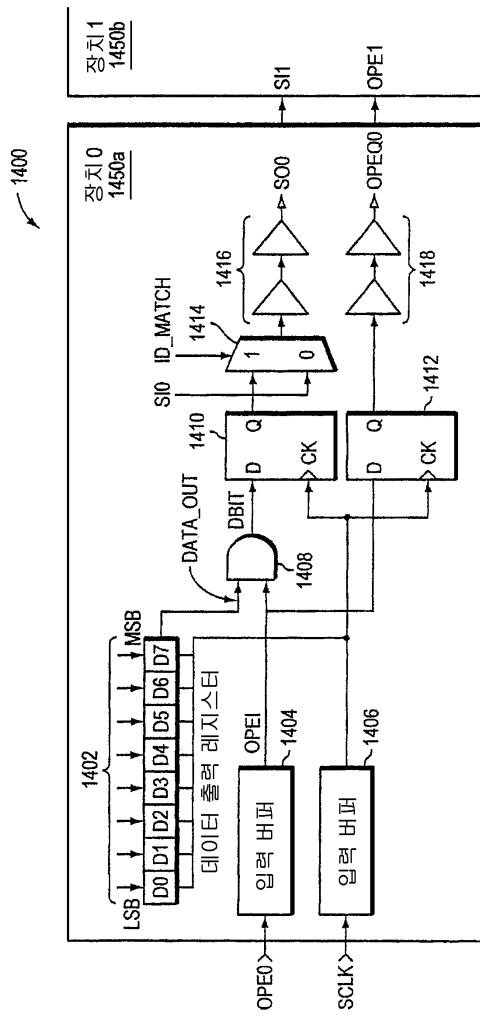 1400
장치 0
1450a
장치 1
1450b
1402
LSB
MSB
D0 D1 D2 D3 D4 D5 D6 D7
데이터 출력 레지스터
DATA_OUT
DBIT
1408
OPEI
OPE0
입력 버퍼
1404
SCLK
입력 버퍼
1406
1410
D Q
CK
SI0
ID_MATCH
1414
1
0
1416
SO0
SI1
1412
D Q
CK
1418
OPEQ0
OPE1